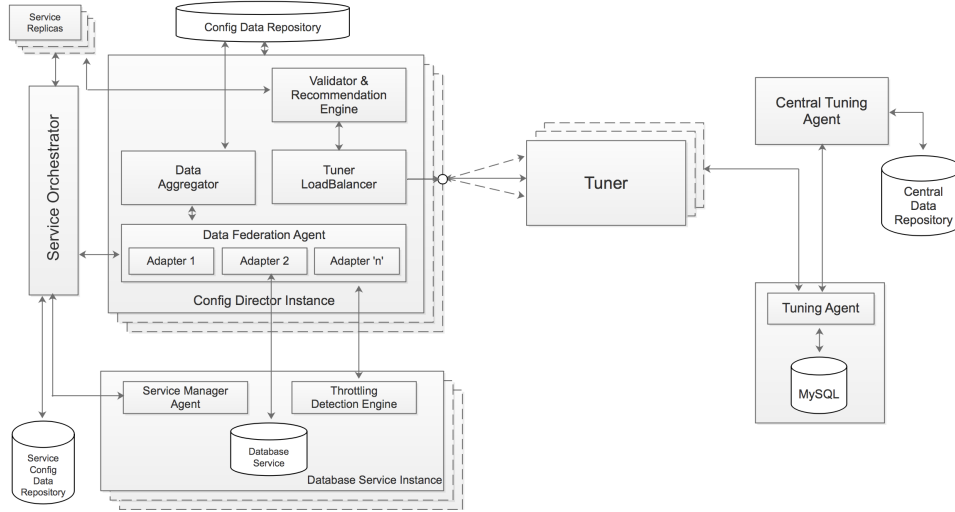 Service
Replicas
Config Data Repository
Validator &
Recommendation
Engine
Service Orchestrator
Data
Aggregator
Tuner
LoadBalancer
Data Federation Agent
Adapter 1
Adapter 2
Adapter 'n'
Config Director Instance
Tuner
Central Tuning
Agent
Central
Data
Repository
Tuning Agent
MySQL
Service Manager
Agent
Throttling
Detection Engine
Database
Service
Database Service Instance
Service
Config
Data
Repository